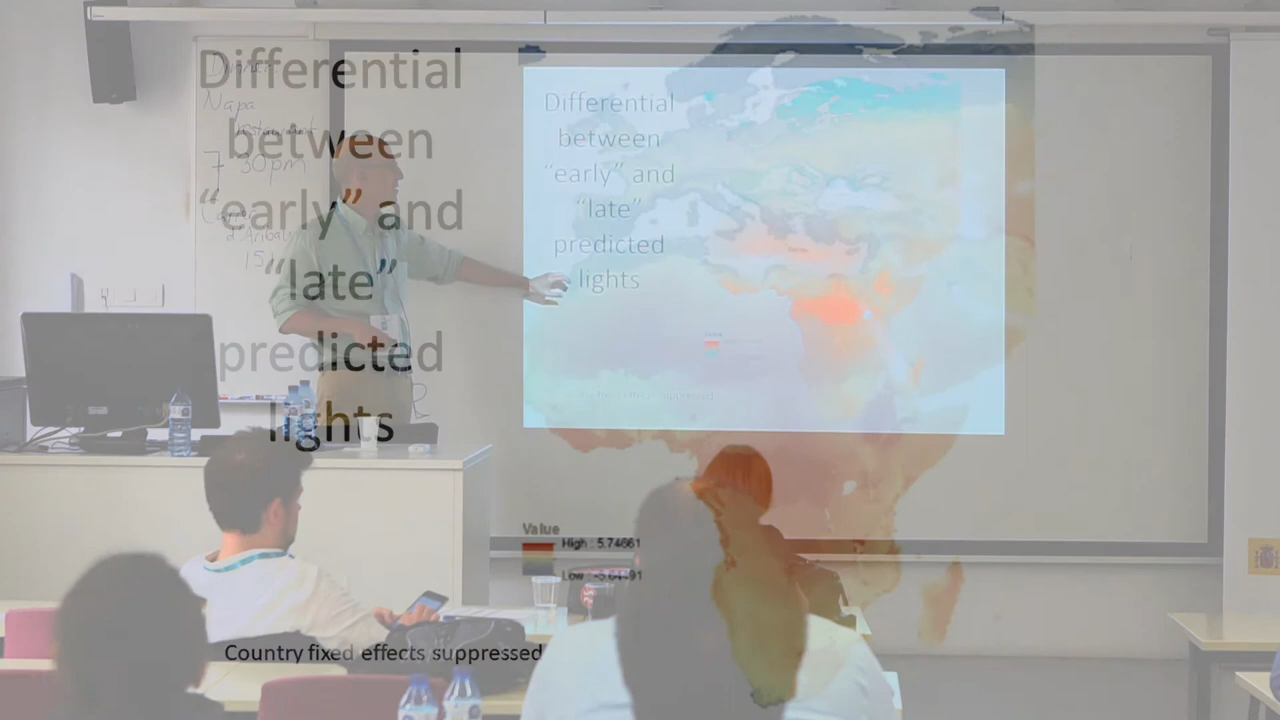 Differential
between
“early” and
“late”
predicted
lights
Value
High : 5.74661
Country fixed effects suppressed
Differential
between
“early” and
“late”
predicted
lights
Napa
Restaurant
7 30pm